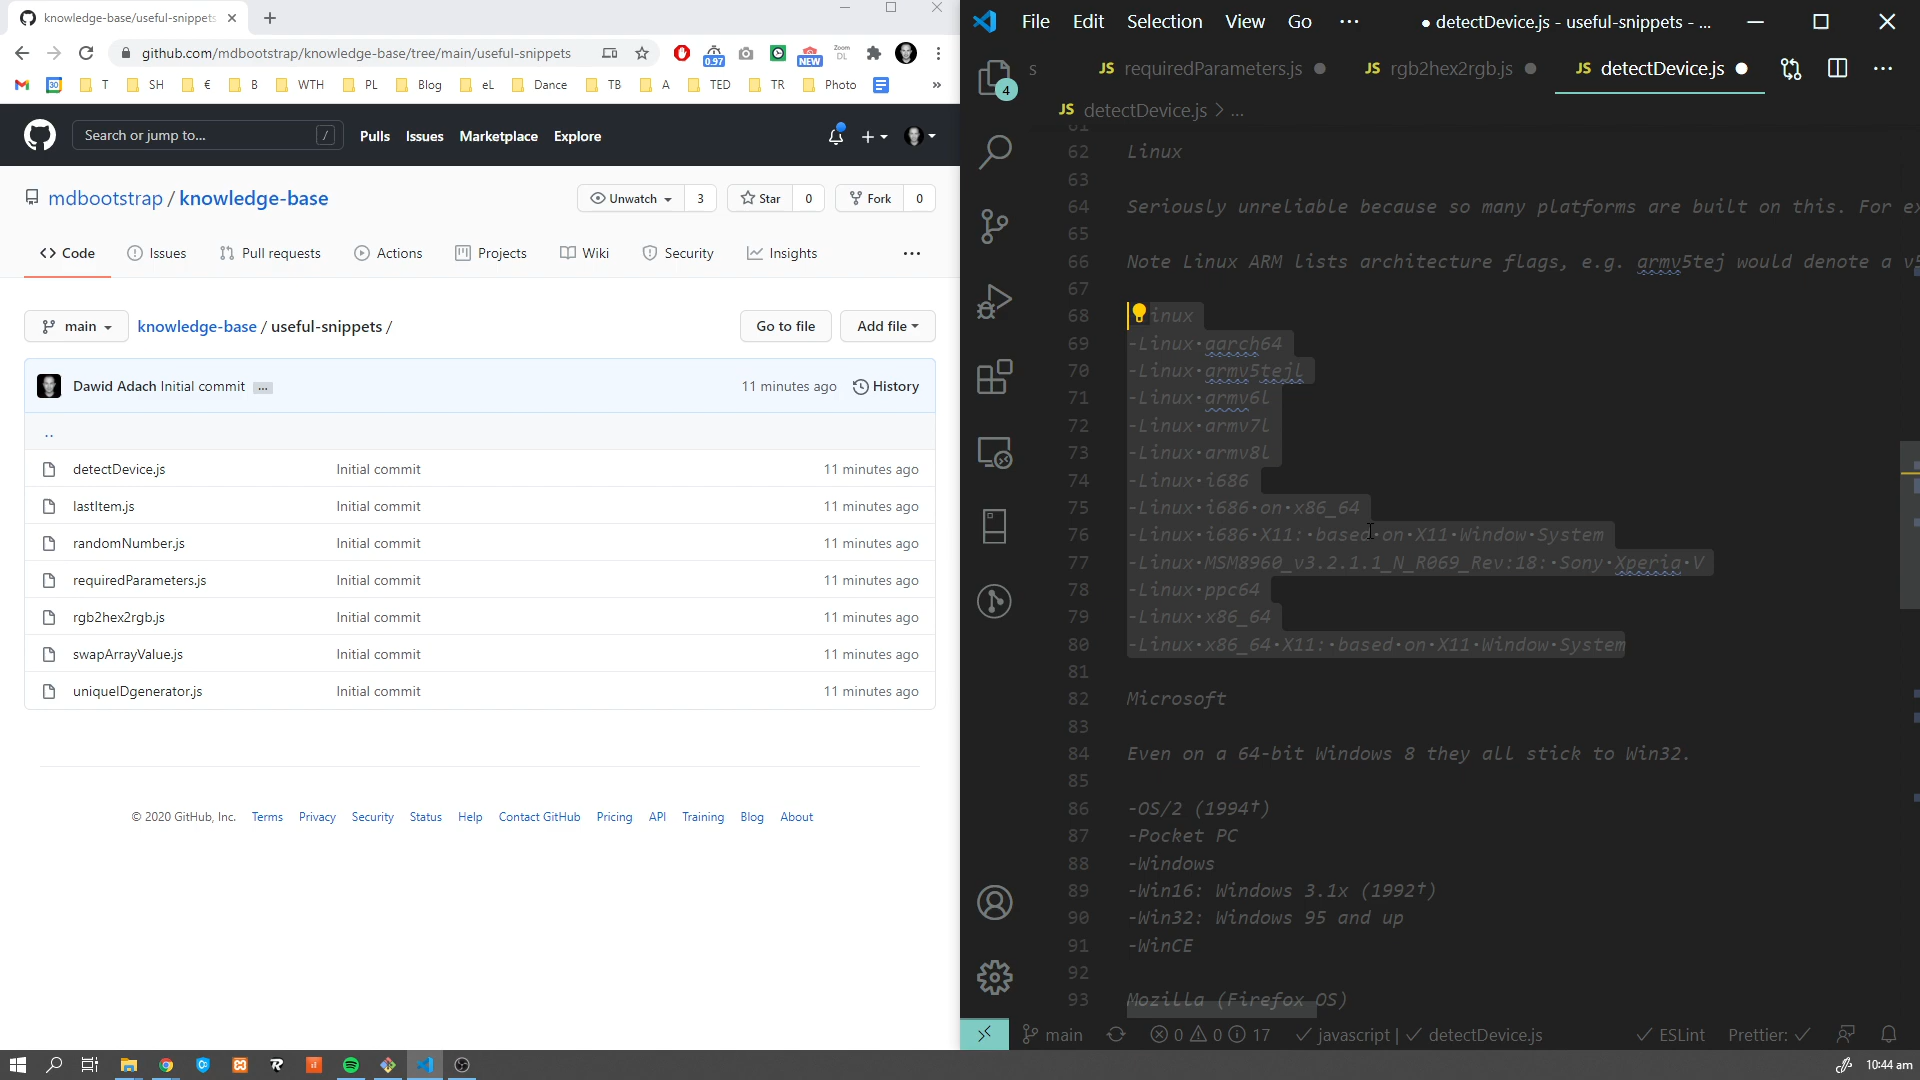 knowledge-base/useful-snippets
github.com/mdbootstrap/knowledge-base/tree/main/useful-snippets
0.97
NEW
Zoom
DL
30
T
SH
€
B
WTH
PL
Blog
eL
Dance
TB
A
TED
TR
Photo
»
Search or jump to...
/
Pulls
Issues
Marketplace
Explore
mdbootstrap / knowledge-base
Unwatch
3
Star
0
Fork
0
Code
Issues
Pull requests
Actions
Projects
Wiki
Security
Insights
main
knowledge-base / useful-snippets /
Go to file
Add file
Dawid Adach Initial commit ...
11 minutes ago
History
..
detectDevice.js Initial commit 11 minutes ago
lastItem.js Initial commit 11 minutes ago
randomNumber.js Initial commit 11 minutes ago
requiredParameters.js Initial commit 11 minutes ago
rgb2hex2rgb.js Initial commit 11 minutes ago
swapArrayValue.js Initial commit 11 minutes ago
uniqueIDgenerator.js Initial commit 11 minutes ago
© 2020 GitHub, Inc. Terms Privacy Security Status Help Contact GitHub Pricing API Training Blog About
File Edit Selection View Go ···
● detectDevice.js - useful-snippets - ...
4
s
JS requiredParameters.js
JS rgb2hex2rgb.js
JS detectDevice.js
JS detectDevice.js > ...
61
62 Linux
63
64 Seriously unreliable because so many platforms are built on this. For ex
65
66 Note Linux ARM lists architecture flags, e.g. armv5tej would denote a v5
67
68 inux
69 -Linux·aarch64
70 -Linux·armv5tejl
71 -Linux·armv6l
72 -Linux·armv7l
73 -Linux·armv8l
74 -Linux·i686
75 -Linux·i686·on·x86_64
76 -Linux·i686·X11:·based·on·X11·Window·System
77 -Linux·MSM8960_v3.2.1.1_N_R069_Rev:18:·Sony·Xperia·V
78 -Linux·ppc64
79 -Linux·x86_64
80 -Linux·x86_64·X11:·based·on·X11·Window·System
81
82 Microsoft
83
84 Even on a 64-bit Windows 8 they all stick to Win32.
85
86 -OS/2 (1994†)
87 -Pocket PC
88 -Windows
89 -Win16: Windows 3.1x (1992†)
90 -Win32: Windows 95 and up
91 -WinCE
92
93 Mozilla (Firefox OS)
main
0
0
17
javascript |
detectDevice.js
ESLint
Prettier:
10:44 am